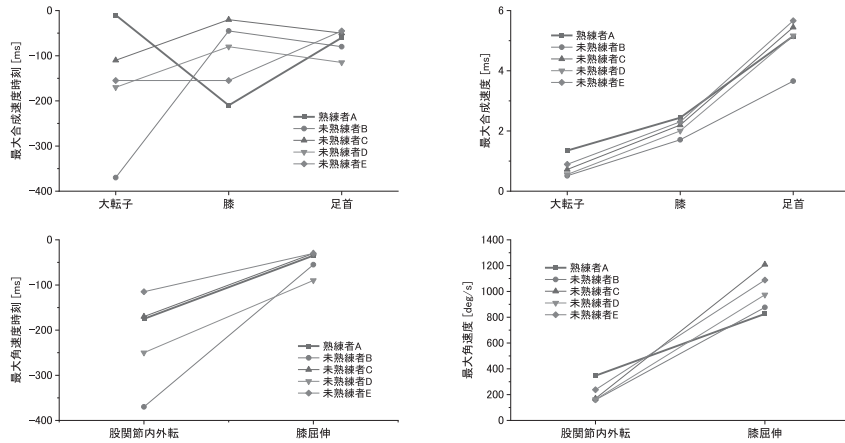 最大合成速度時刻 [ms]
0
−100
−200
−300
−400
大転子
膝
足首
熟練者A
未熟練者B
未熟練者C
未熟練者D
未熟練者E
最大合成速度 [ms]
6
4
2
0
大転子
膝
足首
熟練者A
未熟練者B
未熟練者C
未熟練者D
未熟練者E
最大角速度時刻 [ms]
0
−100
−200
−300
−400
股関節内外転
膝屈伸
熟練者A
未熟練者B
未熟練者C
未熟練者D
未熟練者E
最大角速度 [deg/s]
1400
1200
1000
800
600
400
200
0
股関節内外転
膝屈伸
熟練者A
未熟練者B
未熟練者C
未熟練者D
未熟練者E